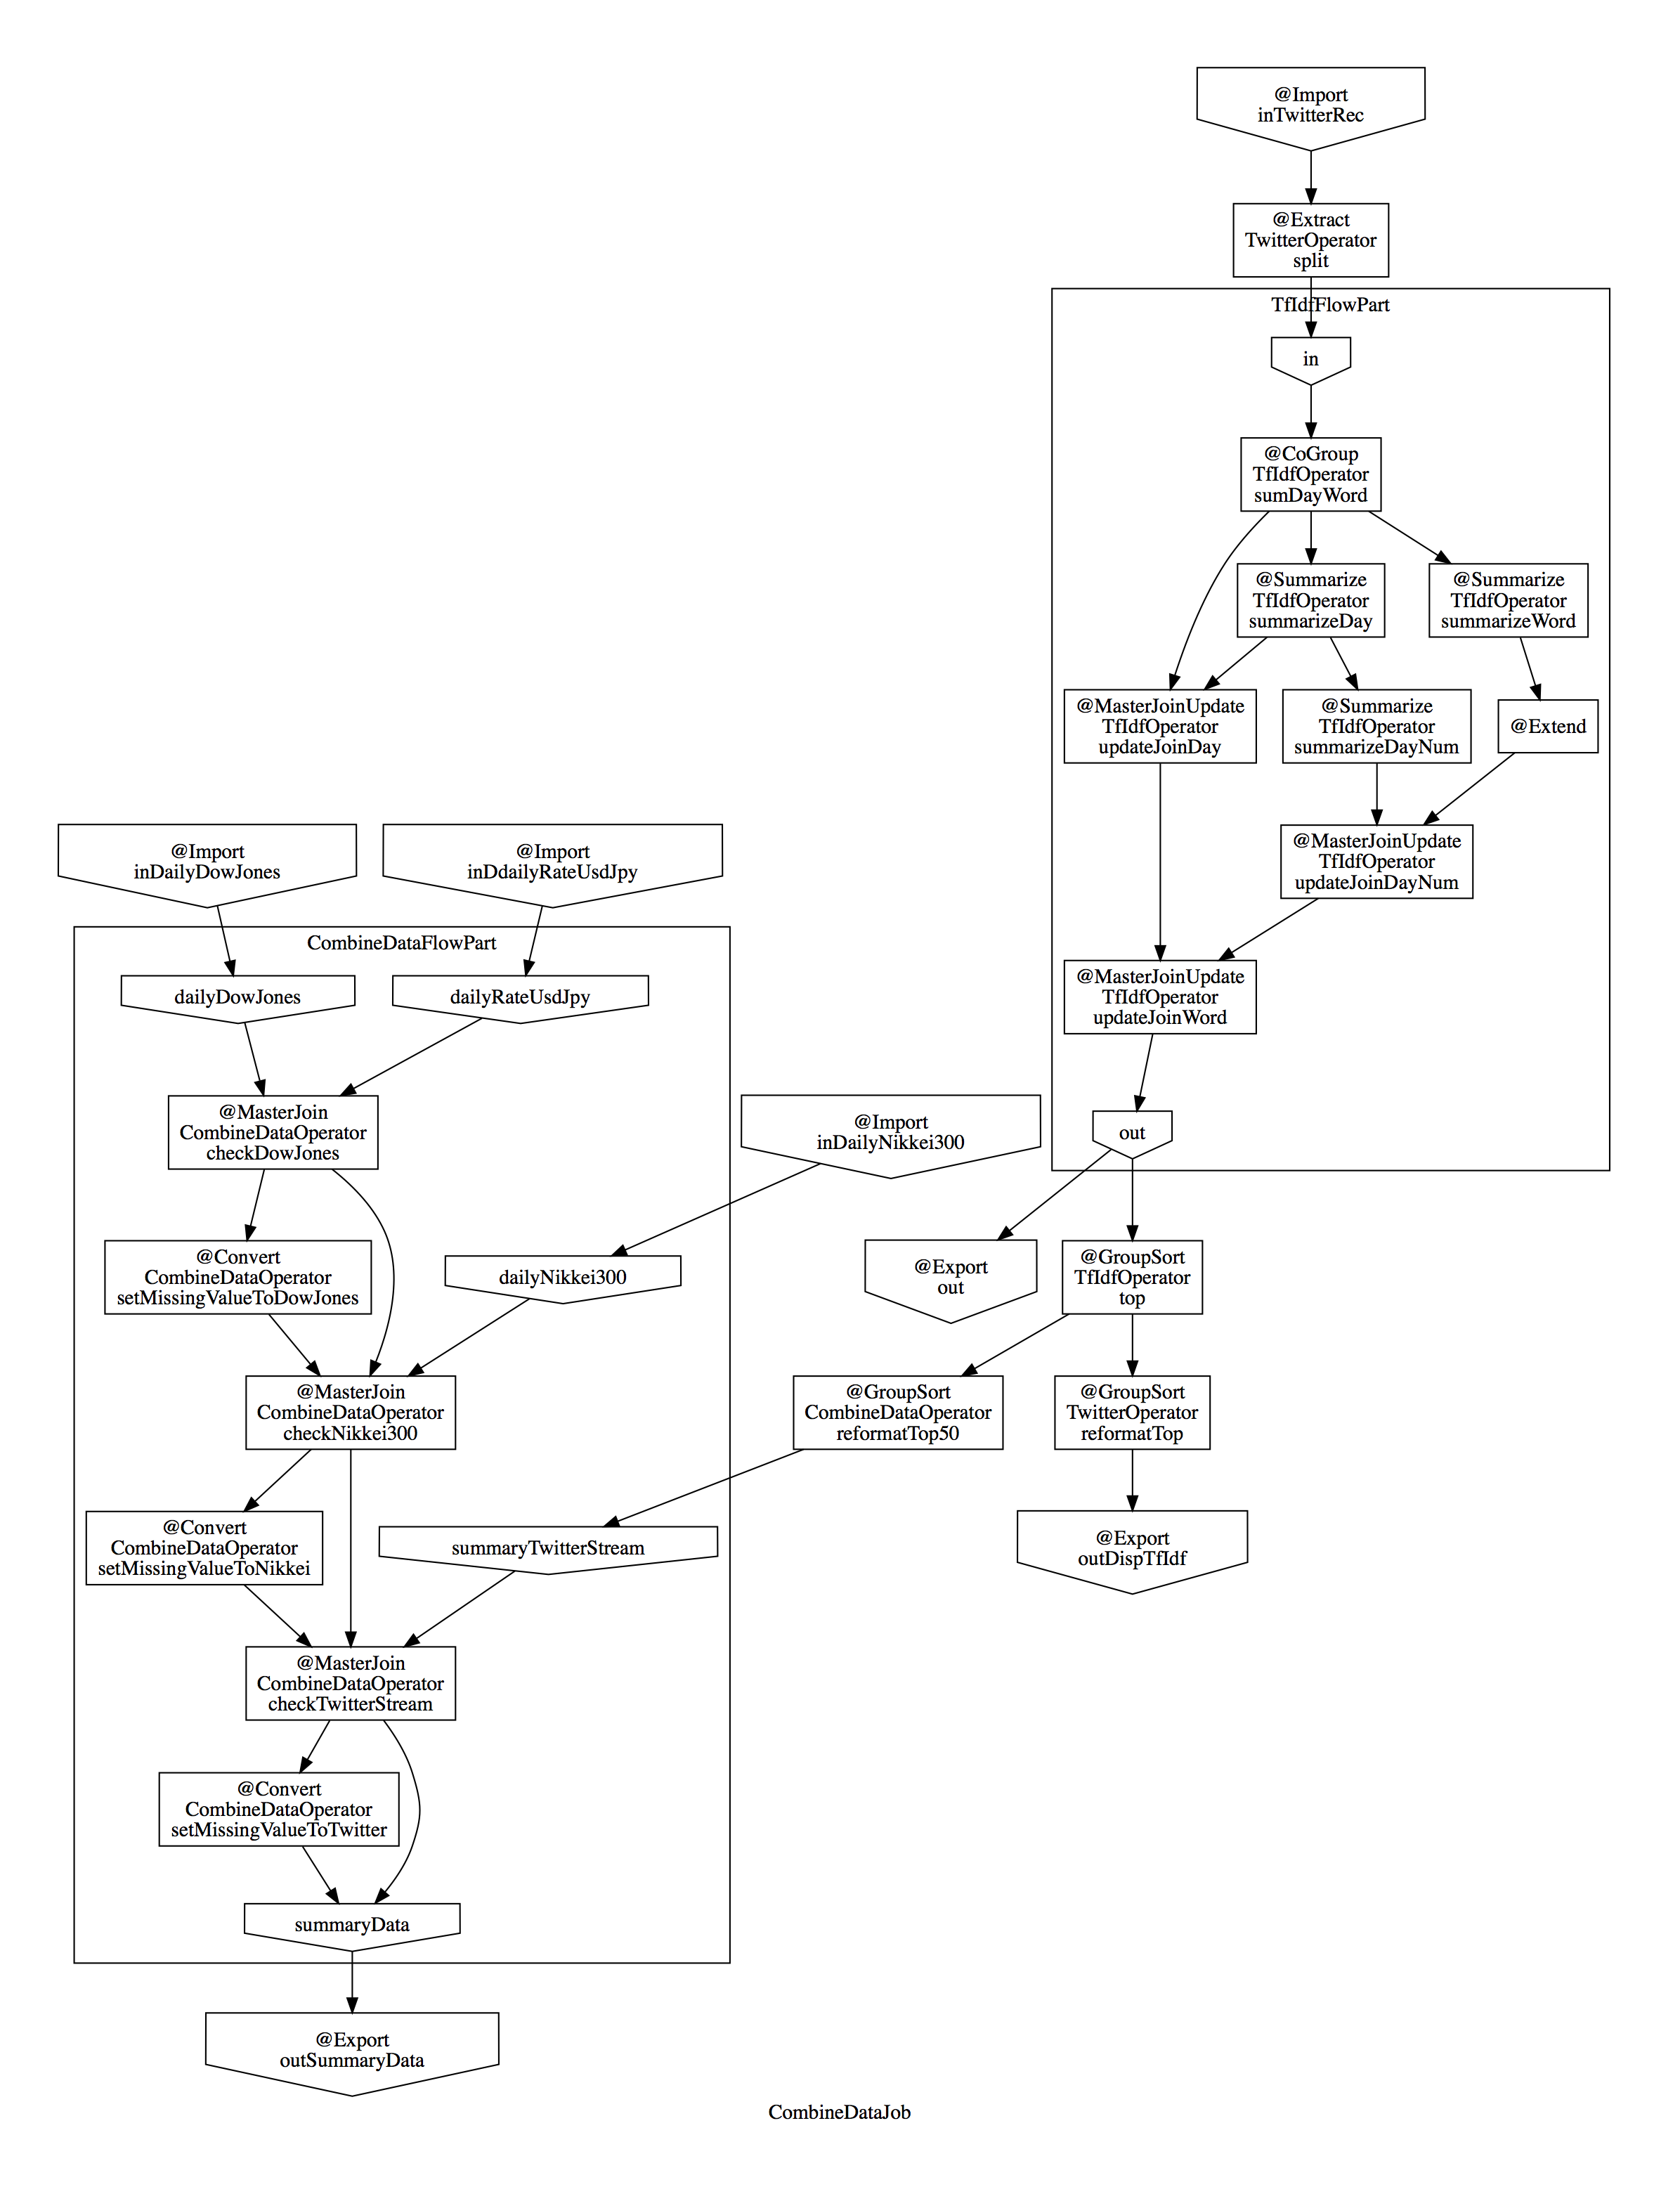 @Import
inTwitterRec
@Extract
TwitterOperator
split
TfIdfFlowPart
in
@CoGroup
TfIdfOperator
sumDayWord
@Summarize
TfIdfOperator
summarizeDay
@Summarize
TfIdfOperator
summarizeWord
@MasterJoinUpdate
TfIdfOperator
updateJoinDay
@Summarize
TfIdfOperator
summarizeDayNum
@Extend
@MasterJoinUpdate
TfIdfOperator
updateJoinDayNum
@MasterJoinUpdate
TfIdfOperator
updateJoinWord
out
@Import
inDailyDowJones
@Import
inDdailyRateUsdJpy
CombineDataFlowPart
dailyDowJones
dailyRateUsdJpy
@MasterJoin
CombineDataOperator
checkDowJones
@Import
inDailyNikkei300
@Convert
CombineDataOperator
setMissingValueToDowJones
dailyNikkei300
@Export
out
@GroupSort
TfIdfOperator
top
@MasterJoin
CombineDataOperator
checkNikkei300
@GroupSort
CombineDataOperator
reformatTop50
@GroupSort
TwitterOperator
reformatTop
@Convert
CombineDataOperator
setMissingValueToNikkei
summaryTwitterStream
@Export
outDispTfIdf
@MasterJoin
CombineDataOperator
checkTwitterStream
@Convert
CombineDataOperator
setMissingValueToTwitter
summaryData
@Export
outSummaryData
CombineDataJob